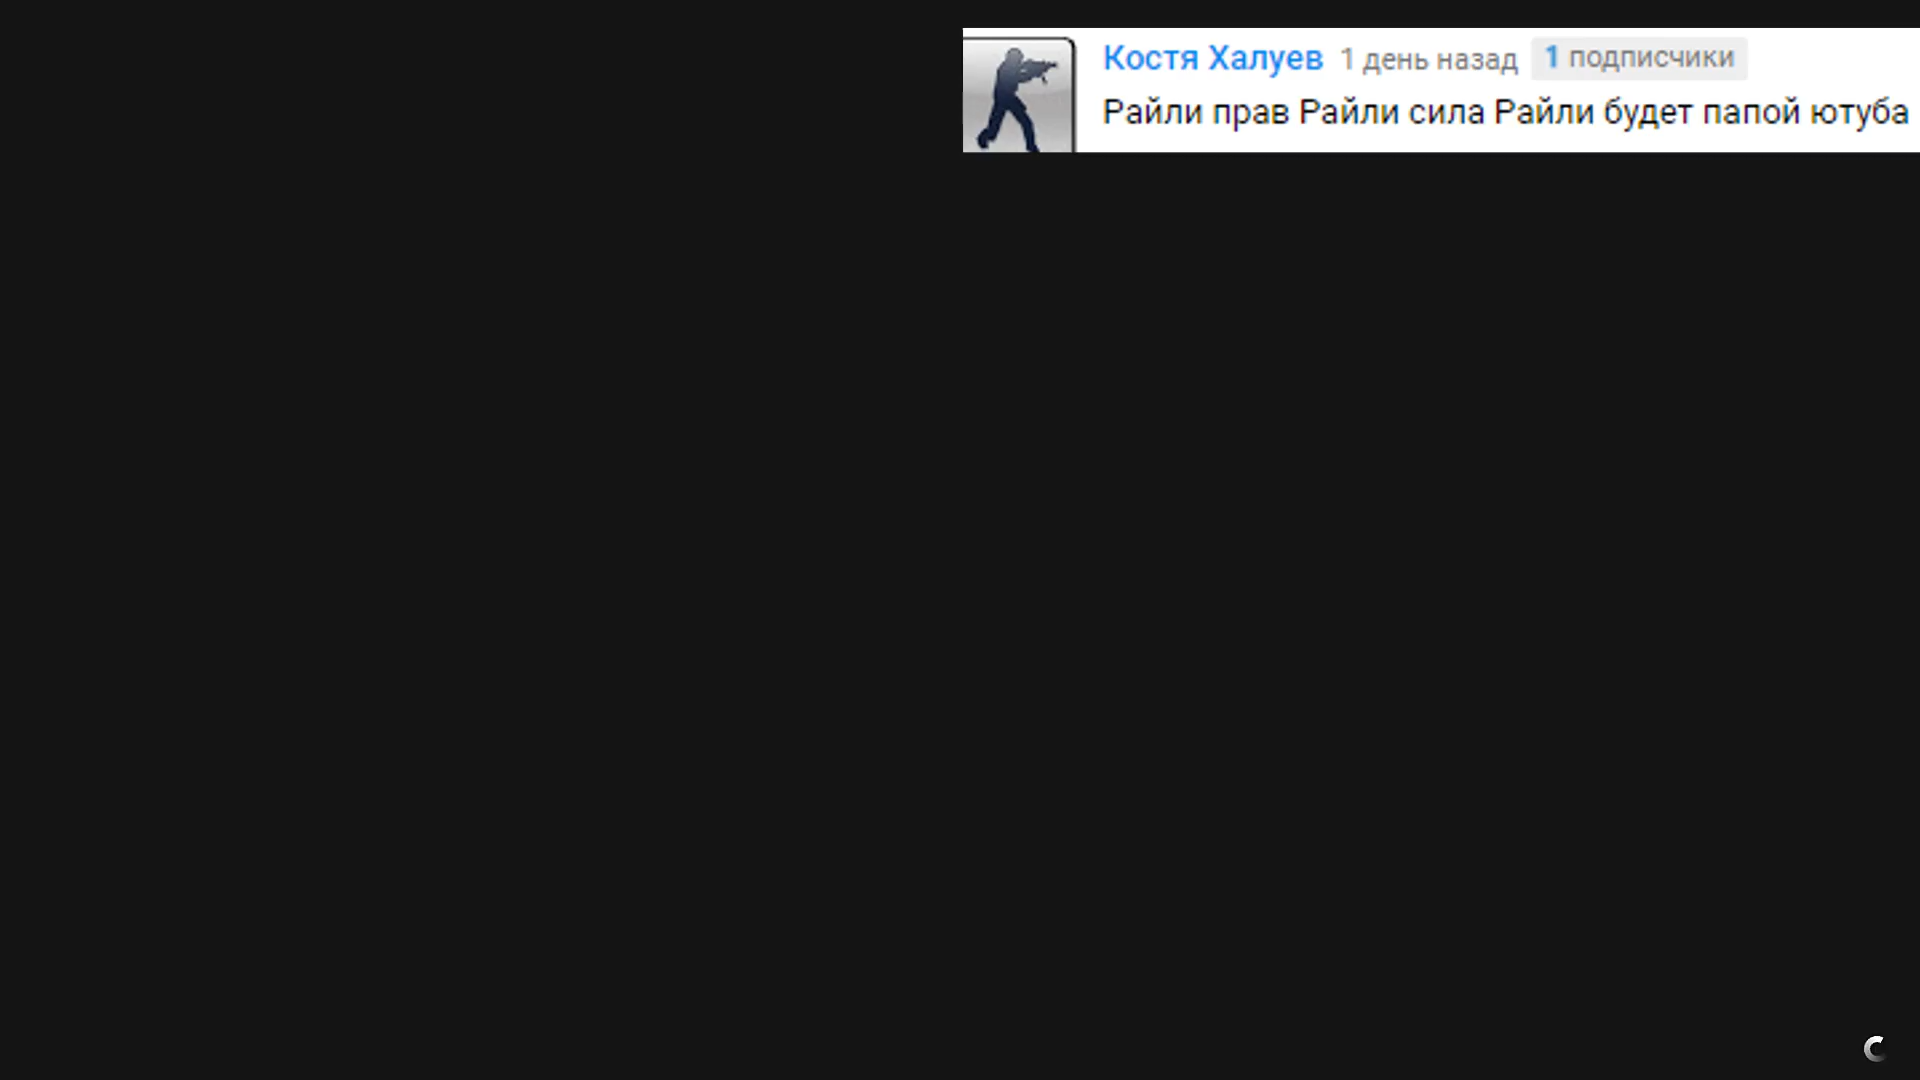 Костя Халуев 1 день назад 1 подписчики
Райли прав Райли сила Райли будет папой ютуба